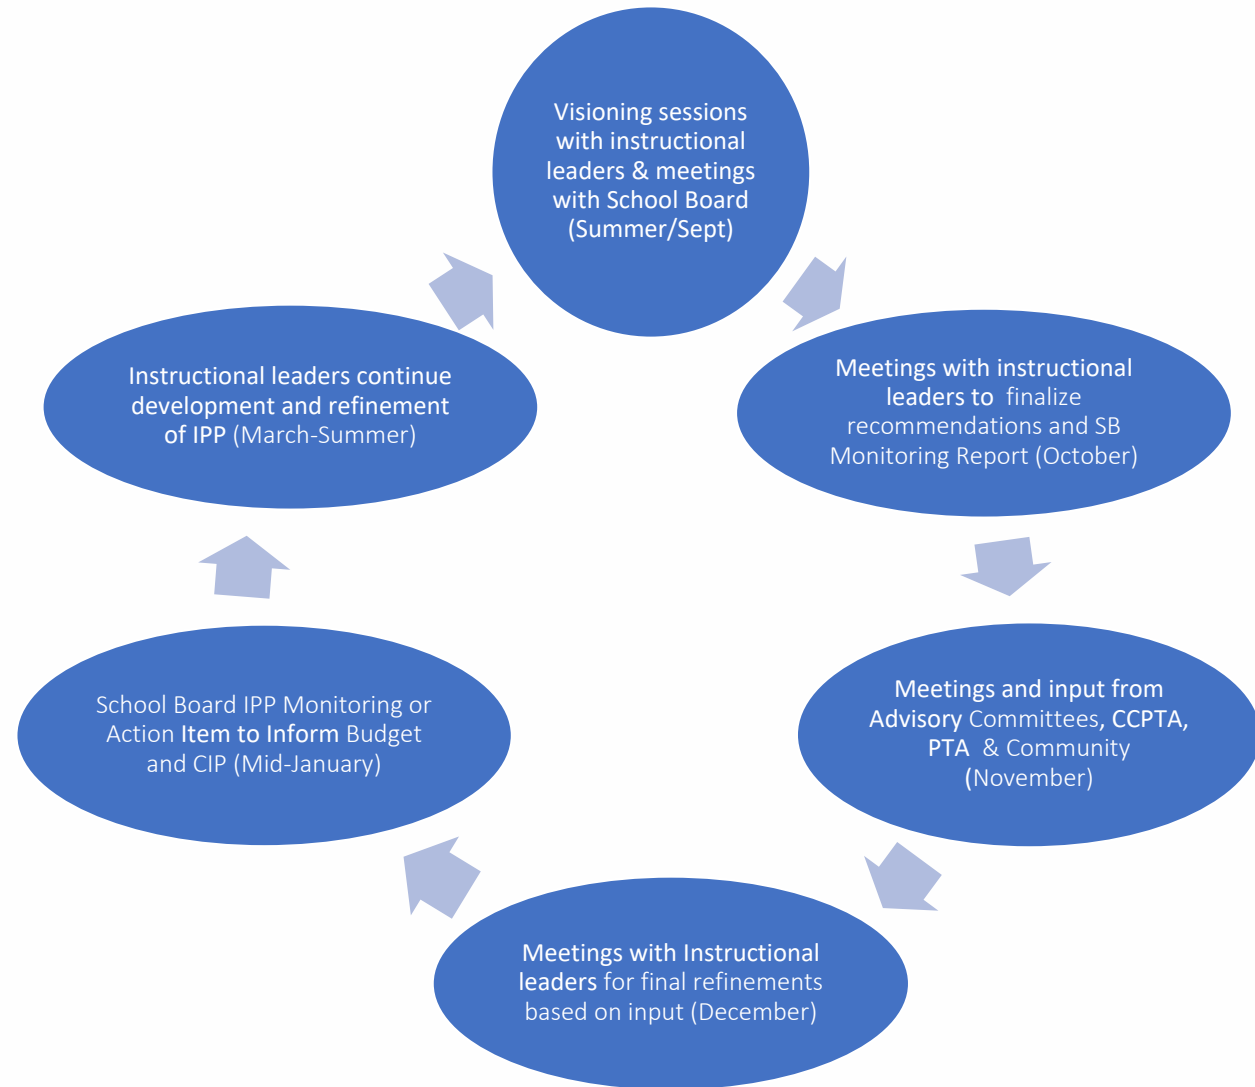 Visioning sessions
with instructional
leaders & meetings
with School Board
(Summer/Sept)
Meetings with instructional
leaders to  finalize
recommendations and SB
Monitoring Report (October)
Meetings and input from
Advisory Committees, CCPTA,
PTA  & Community
(November)
Meetings with Instructional
leaders for final refinements
based on input (December)
School Board IPP Monitoring or
Action Item to Inform Budget
and CIP (Mid-January)
Instructional leaders continue
development and refinement
of IPP (March-Summer)